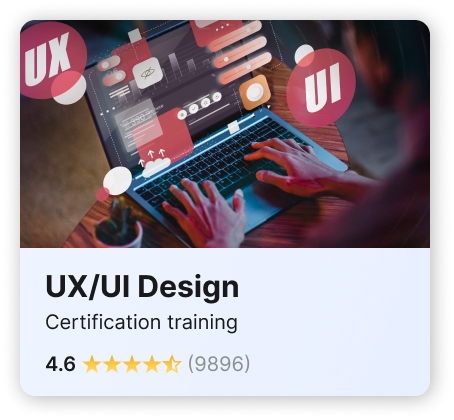 UX
UI
UX/UI Design
Certification training
4.6 ★★★★⯪ (9896)